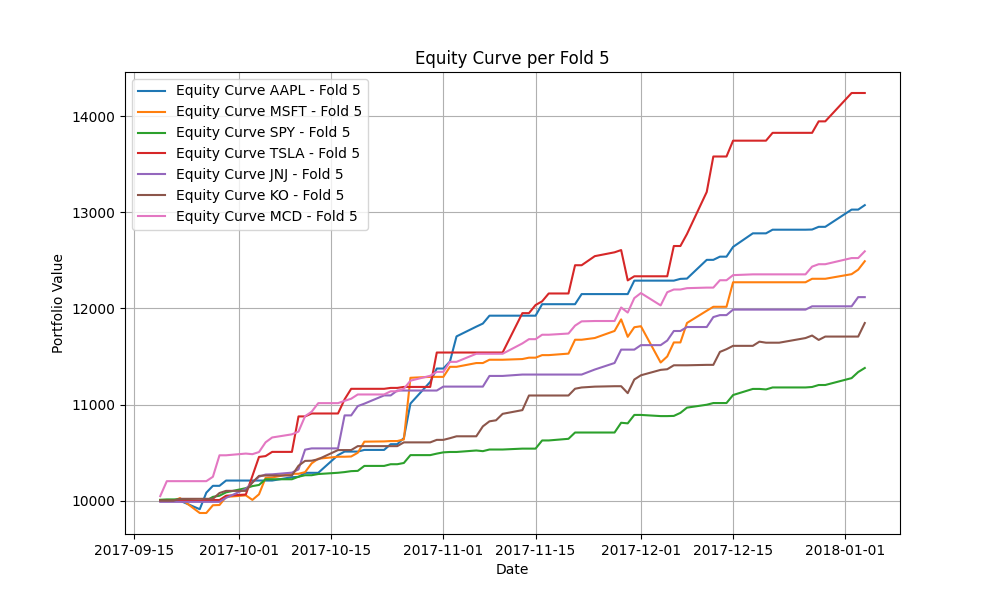 Equity Curve per Fold 5
Equity Curve AAPL - Fold 5
Equity Curve MSFT - Fold 5
Equity Curve SPY - Fold 5
Equity Curve TSLA - Fold 5
Equity Curve JNJ - Fold 5
Equity Curve KO - Fold 5
Equity Curve MCD - Fold 5
Portfolio Value
14000
13000
12000
11000
10000
2017-09-15
2017-10-01
2017-10-15
2017-11-01
2017-11-15
2017-12-01
2017-12-15
2018-01-01
Date